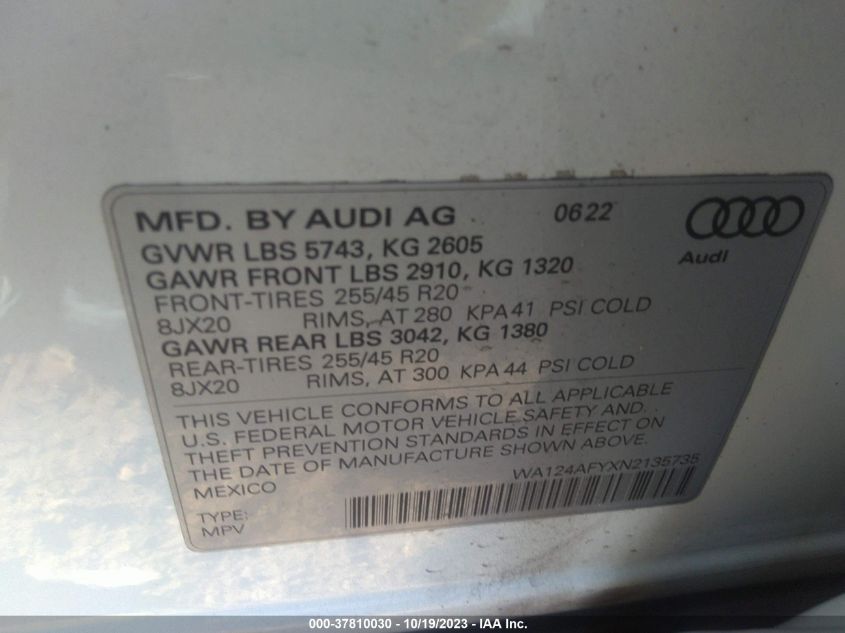 MFD. BY AUDI AG 0622
Audi
GVWR LBS 5743, KG 2605
GAWR FRONT LBS 2910, KG 1320
FRONT-TIRES 255/45 R20
8JX20 RIMS, AT 280 KPA 41 PSI COLD
GAWR REAR LBS 3042, KG 1380
REAR-TIRES 255/45 R20
8JX20 RIMS, AT 300 KPA 44 PSI COLD
THIS VEHICLE CONFORMS TO ALL APPLICABLE
U.S. FEDERAL MOTOR VEHICLE SAFETY AND
THEFT PREVENTION STANDARDS IN EFFECT ON
THE DATE OF MANUFACTURE SHOWN ABOVE.
MEXICO WA124AFYXN2135735
TYPE:
MPV
000-37810030 - 10/19/2023 - IAA Inc.